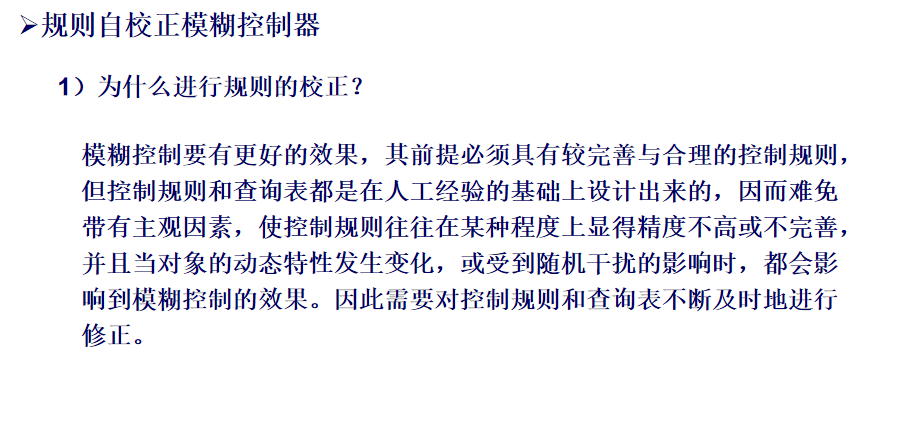 ➢规则自校正模糊控制器
1）为什么进行规则的校正？
模糊控制要有更好的效果，其前提必须具有较完善与合理的控制规则，
但控制规则和查询表都是在人工经验的基础上设计出来的，因而难免
带有主观因素，使控制规则往往在某种程度上显得精度不高或不完善，
并且当对象的动态特性发生变化，或受到随机干扰的影响时，都会影
响到模糊控制的效果。因此需要对控制规则和查询表不断及时地进行
修正。